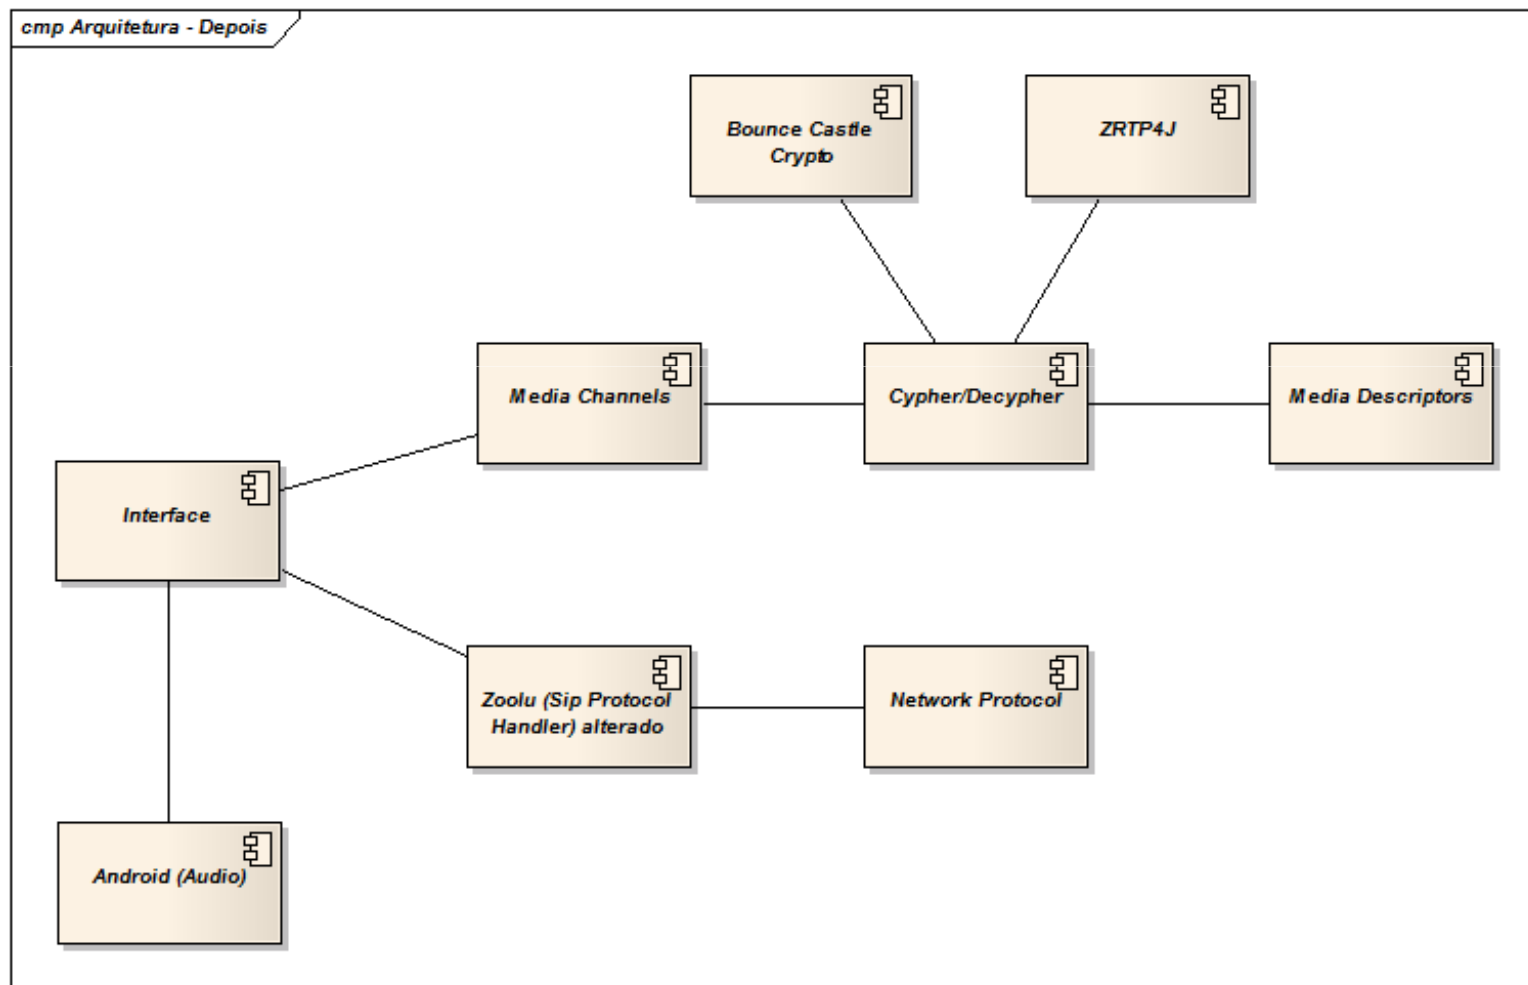 cmp Arquitetura - Depois
Bounce Castle
Crypto
ZRTP4J
Media Channels
Cypher/Decypher
Media Descriptors
Interface
Zoolu (Sip Protocol
Handler) alterado
Network Protocol
Android (Audio)